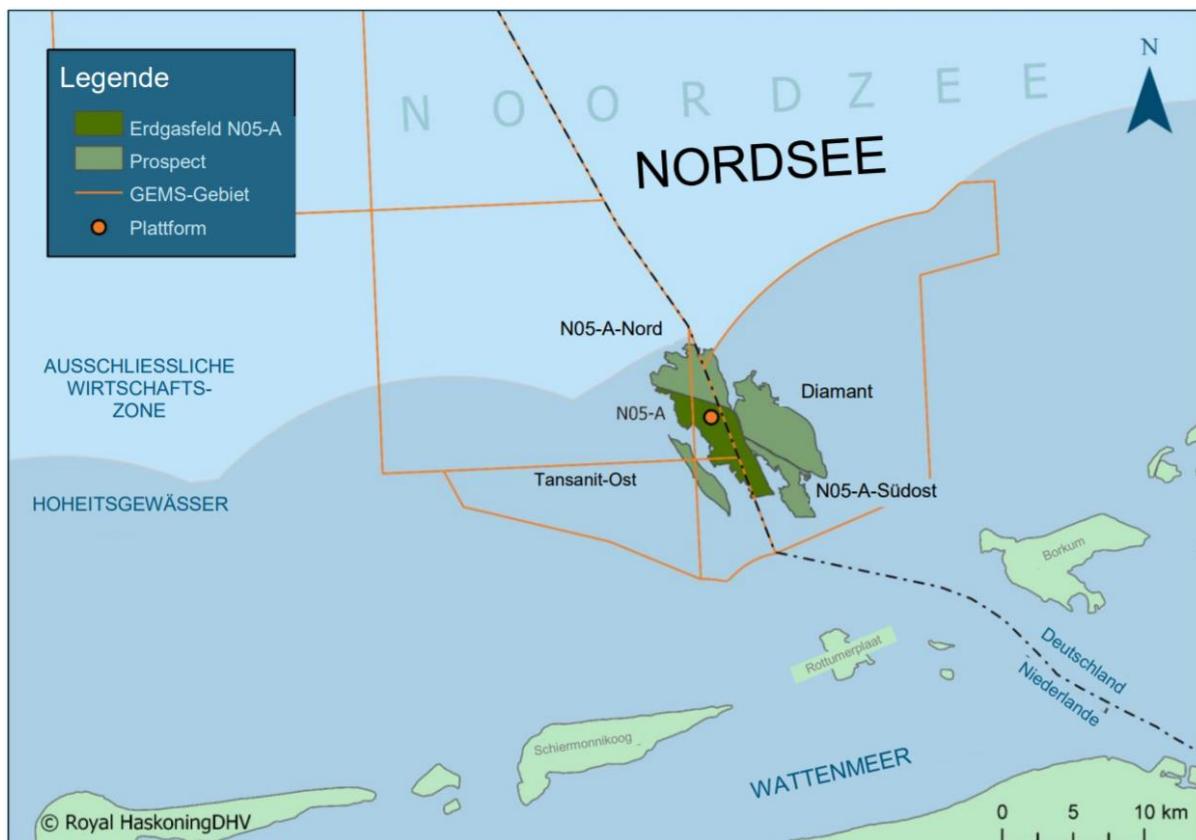 Legende
Erdgasfeld N05-A
Prospect
GEMS-Gebiet
Plattform
N
NOORDZEE
NORDSEE
N05-A-Nord
AUSSCHLIESSLICHE
WIRTSCHAFTS-
ZONE
Diamant
N05-A
Tansanit-Ost
N05-A-Südost
HOHEITSGEWÄSSER
Borkum
Deutschland
Niederlande
Rottumerplaat
Schiermonnikoog
WATTENMEER
© Royal HaskoningDHV
0 5 10 km